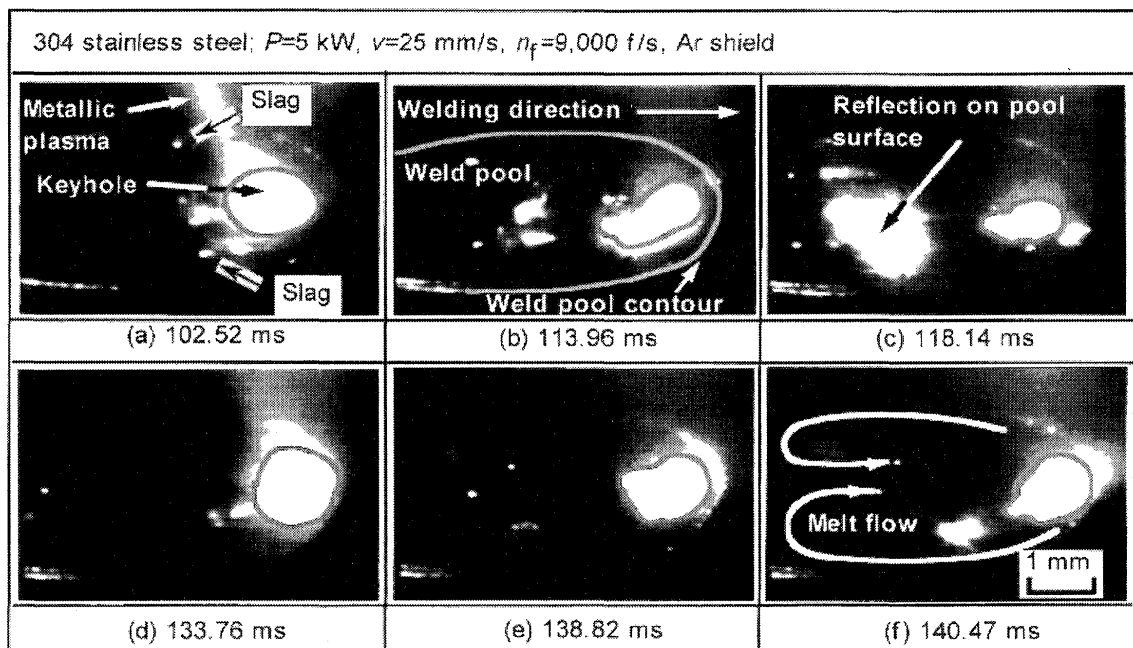 304 stainless steel; P=5 kW, v=25 mm/s, nf=9,000 f/s, Ar shield
Metallic
plasma
Slag
Keyhole
Slag
(a) 102.52 ms
Welding direction
Weld pool
Weld pool contour
(b) 113.96 ms
Reflection on pool
surface
(c) 118.14 ms
(d) 133.76 ms
(e) 138.82 ms
Melt flow
1 mm
(f) 140.47 ms